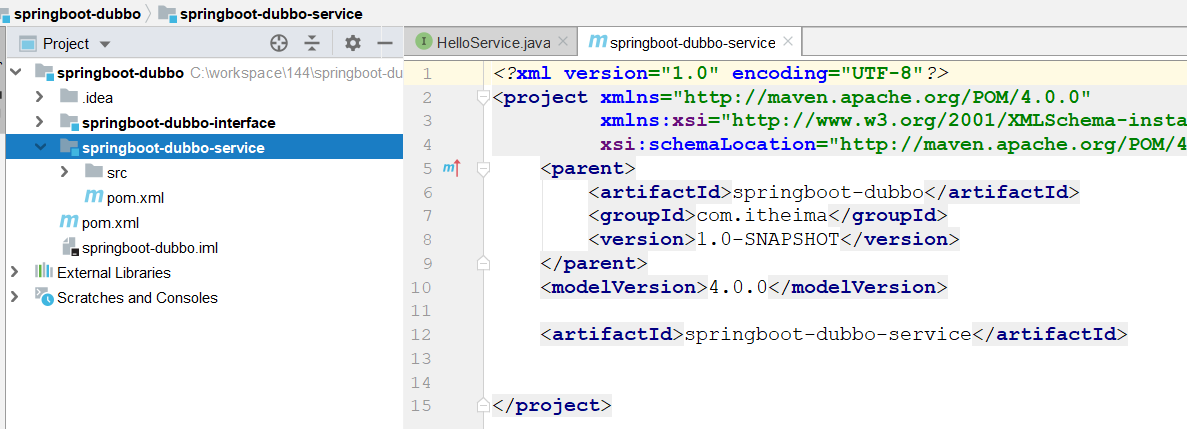 springboot-dubbo springboot-dubbo-service
Project
HelloService.java
springboot-dubbo-service
springboot-dubbo C:\workspace\144\springboot-du
.idea
springboot-dubbo-interface
springboot-dubbo-service
src
pom.xml
pom.xml
springboot-dubbo.iml
External Libraries
Scratches and Consoles
1 <?xml version="1.0" encoding="UTF-8"?>
2 <project xmlns="http://maven.apache.org/POM/4.0.0"
3 xmlns:xsi="http://www.w3.org/2001/XMLSchema-insta
4 xsi:schemaLocation="http://maven.apache.org/POM/4
5 <parent>
6 <artifactId>springboot-dubbo</artifactId>
7 <groupId>com.itheima</groupId>
8 <version>1.0-SNAPSHOT</version>
9 </parent>
10 <modelVersion>4.0.0</modelVersion>
11
12 <artifactId>springboot-dubbo-service</artifactId>
13
14
15 </project>